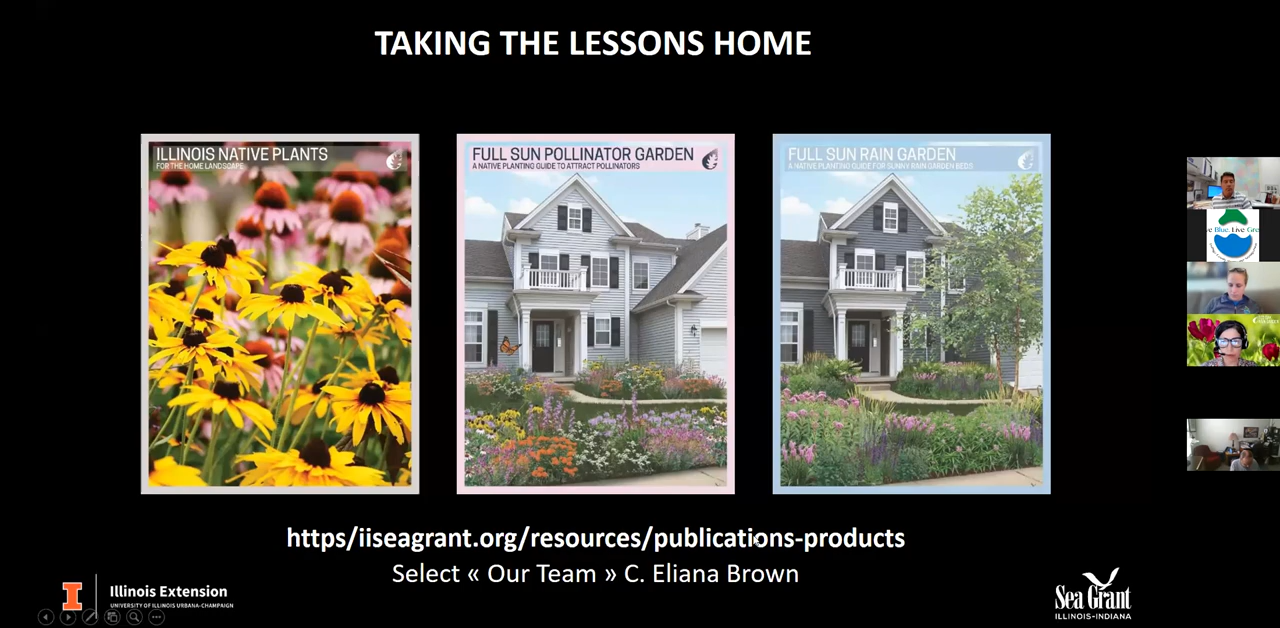 TAKING THE LESSONS HOME
ILLINOIS NATIVE PLANTS
FOR THE HOME LANDSCAPE
FULL SUN POLLINATOR GARDEN
A NATIVE PLANTING GUIDE TO ATTRACT POLLINATORS
FULL SUN RAIN GARDEN
A NATIVE PLANTING GUIDE FOR SUNNY RAIN GARDEN BEDS
https/iiseagrant.org/resources/publications-products
Select « Our Team » C. Eliana Brown
I
Illinois Extension
UNIVERSITY OF ILLINOIS URBANA-CHAMPAIGN
Sea Grant
ILLINOIS-INDIANA